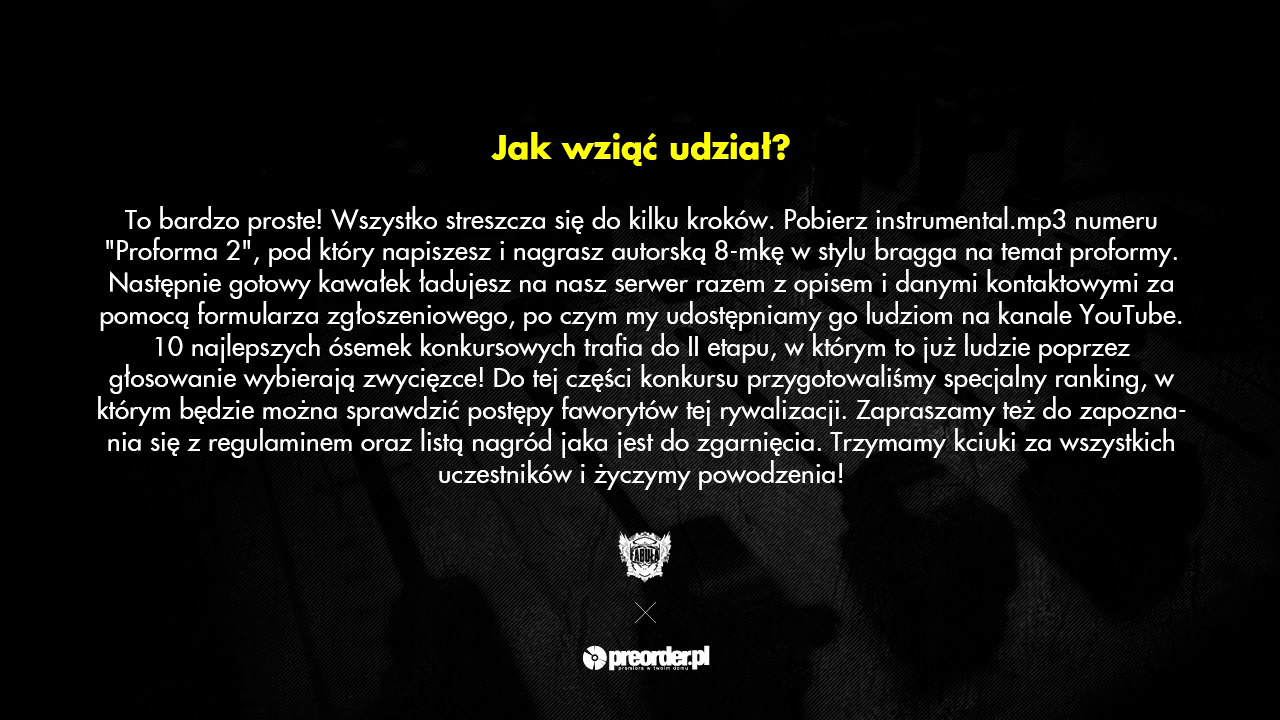 Jak wziąć udział?
To bardzo proste! Wszystko streszcza się do kilku kroków. Pobierz instrumental.mp3 numeru
"Proforma 2", pod który napiszesz i nagrasz autorską 8-mkę w stylu bragga na temat proformy.
Następnie gotowy kawałek ładujesz na nasz serwer razem z opisem i danymi kontaktowymi za
pomocą formularza zgłoszeniowego, po czym my udostępniamy go ludziom na kanale YouTube.
10 najlepszych ósemek konkursowych trafia do II etapu, w którym to już ludzie poprzez
głosowanie wybierają zwycięzce! Do tej części konkursu przygotowaliśmy specjalny ranking, w
którym będzie można sprawdzić postępy faworytów tej rywalizacji. Zapraszamy też do zapozna-
nia się z regulaminem oraz listą nagród jaka jest do zgarnięcia. Trzymamy kciuki za wszystkich
uczestników i życzymy powodzenia!
FABUŁA
preorder.pl
premiera w twoim domu